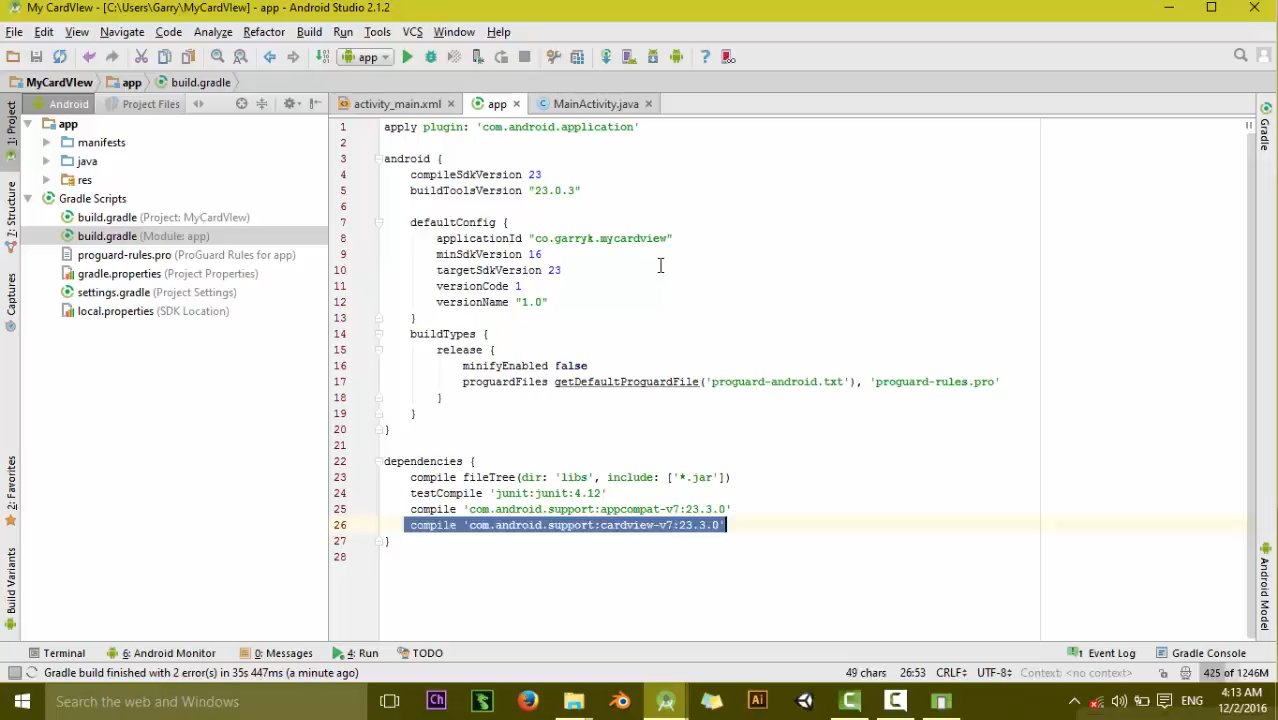 My CardView - [C:\Users\Garry\MyCardView] - app - Android Studio 2.1.2
File Edit View Navigate Code Analyze Refactor Build Run Tools VCS Window Help
app
MyCardView app build.gradle
Android Project Files activity_main.xml app MainActivity.java
1: Project
7: Structure
Captures
2: Favorites
Build Variants
app
manifests
java
res
Gradle Scripts
build.gradle (Project: MyCardView)
build.gradle (Module: app)
proguard-rules.pro (ProGuard Rules for app)
gradle.properties (Project Properties)
settings.gradle (Project Settings)
local.properties (SDK Location)
1 apply plugin: 'com.android.application'
2
3 android {
4 compileSdkVersion 23
5 buildToolsVersion "23.0.3"
6
7 defaultConfig {
8 applicationId "co.garryk.mycardview"
9 minSdkVersion 16
10 targetSdkVersion 23
11 versionCode 1
12 versionName "1.0"
13 }
14 buildTypes {
15 release {
16 minifyEnabled false
17 proguardFiles getDefaultProguardFile('proguard-android.txt'), 'proguard-rules.pro'
18 }
19 }
20 }
21
22 dependencies {
23 compile fileTree(dir: 'libs', include: ['*.jar'])
24 testCompile 'junit:junit:4.12'
25 compile 'com.android.support:appcompat-v7:23.3.0'
26 compile 'com.android.support:cardview-v7:23.3.0'
27 }
28
Gradle
Android Model
Terminal 6: Android Monitor 0: Messages 4: Run TODO 1 Event Log Gradle Console
Gradle build finished with 2 error(s) in 35s 447ms (a minute ago) 49 chars 26:53 CRLF÷ UTF-8÷ Context: <no context> 425 of 1246M
Search the web and Windows Ch Ai ENG 4:13 AM
12/2/2016